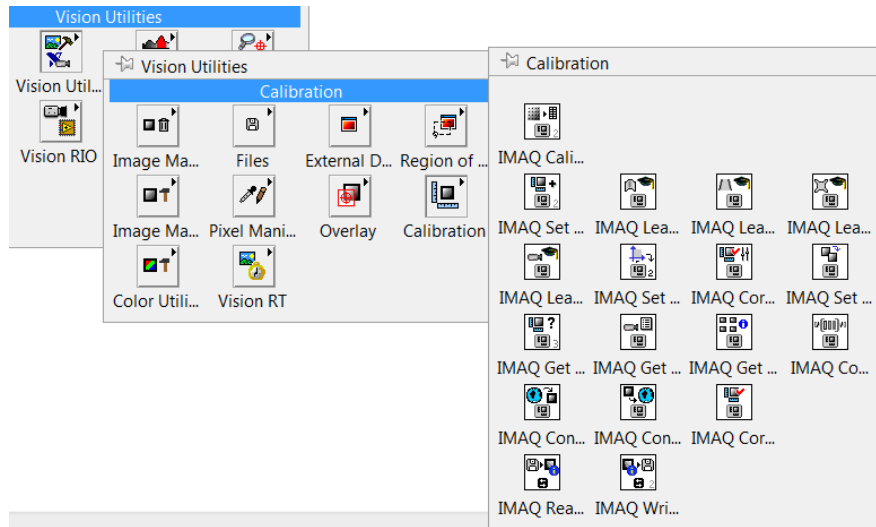 Vision Utilities
Vision Util...
Vision RIO
Vision Utilities
Calibration
Image Ma... Files External D... Region of ...
Image Ma... Pixel Mani... Overlay Calibration
Color Utili... Vision RT
Calibration
IMAQ Cali...
IMAQ Set ... IMAQ Lea... IMAQ Lea... IMAQ Lea...
IMAQ Lea... IMAQ Set ... IMAQ Cor... IMAQ Set ...
IMAQ Get ... IMAQ Get ... IMAQ Get ... IMAQ Co...
IMAQ Con... IMAQ Con... IMAQ Cor...
IMAQ Rea... IMAQ Wri...